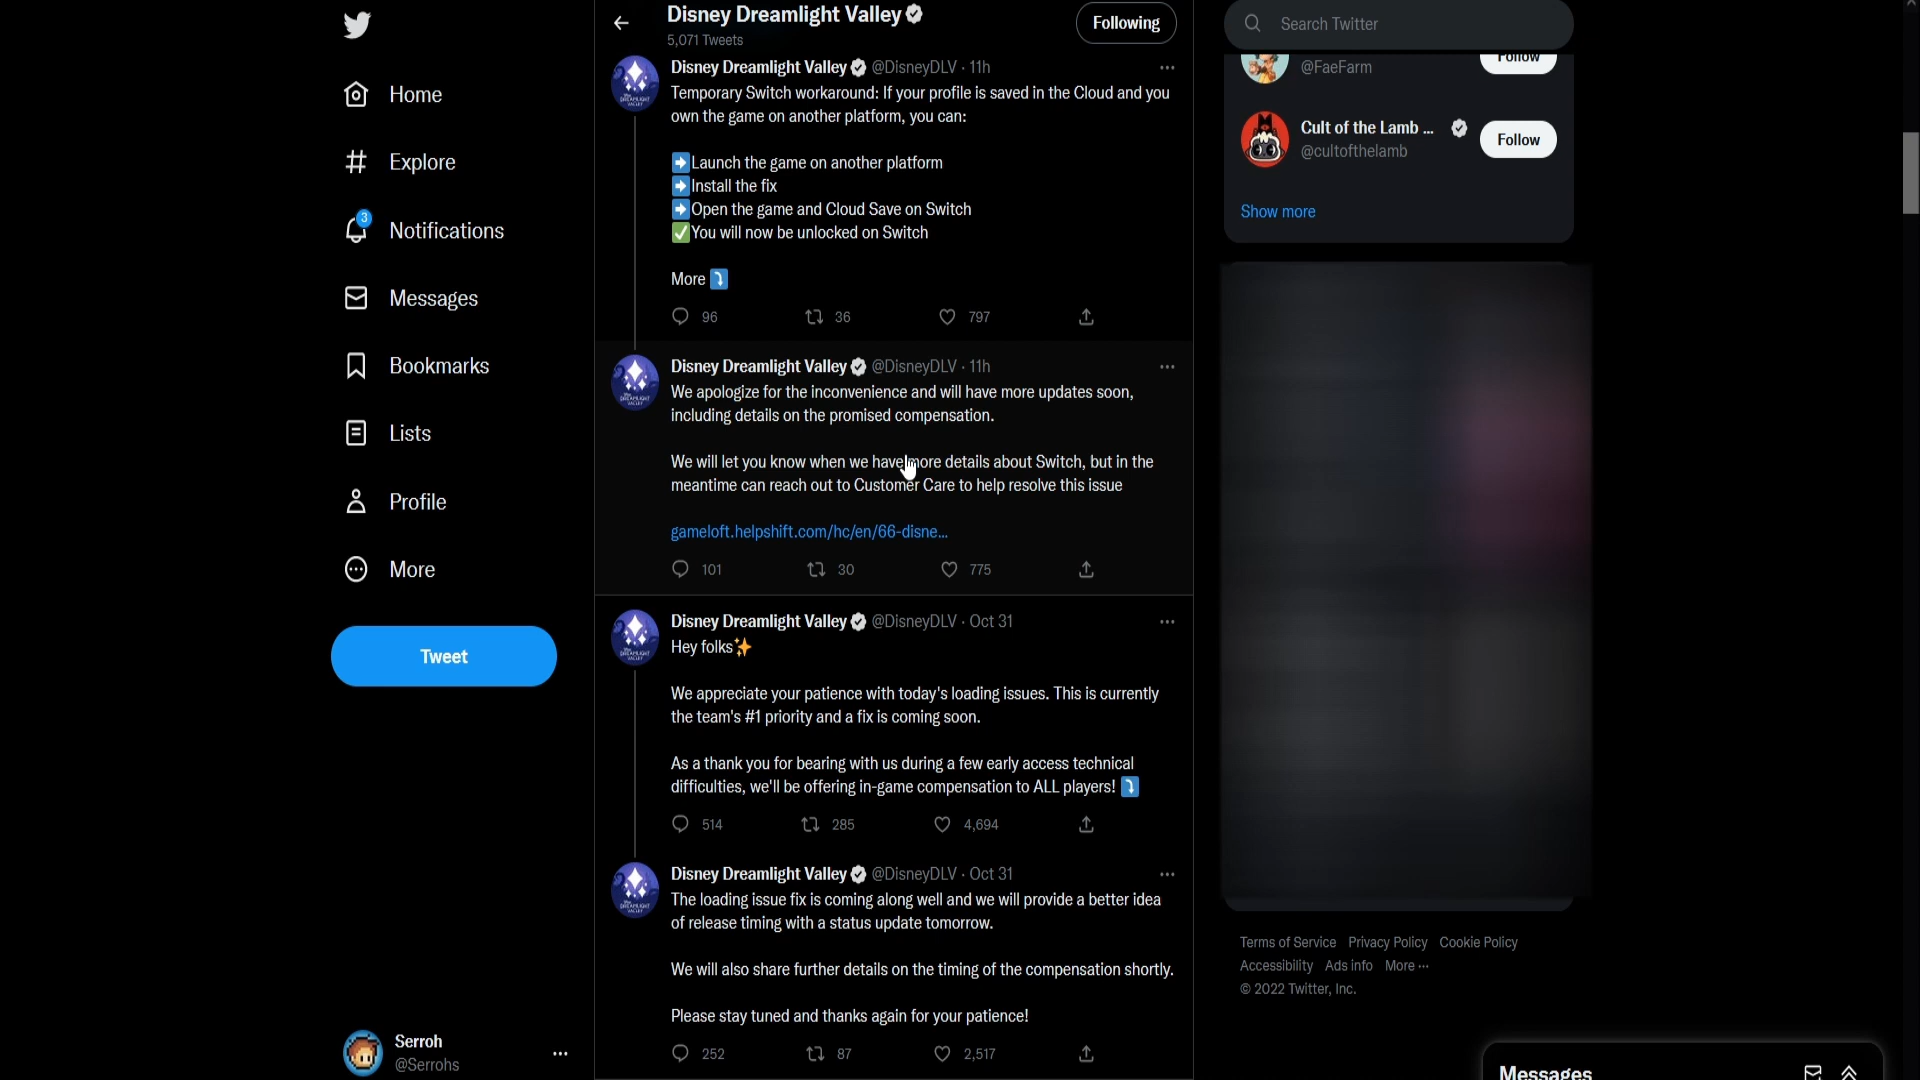 Home
Explore
3
Notifications
Messages
Bookmarks
Lists
Profile
More
Tweet
Serroh
@Serrohs
Disney Dreamlight Valley
5,071 Tweets
Following
Disney Dreamlight Valley @DisneyDLV · 11h
Temporary Switch workaround: If your profile is saved in the Cloud and you
own the game on another platform, you can:
➡Launch the game on another platform
➡Install the fix
➡Open the game and Cloud Save on Switch
✅You will now be unlocked on Switch
More ⤵
96 36 797
Disney Dreamlight Valley @DisneyDLV · 11h
We apologize for the inconvenience and will have more updates soon,
including details on the promised compensation.
We will let you know when we have more details about Switch, but in the
meantime can reach out to Customer Care to help resolve this issue
gameloft.helpshift.com/hc/en/66-disne...
101 30 775
Disney Dreamlight Valley @DisneyDLV · Oct 31
Hey folks✨
We appreciate your patience with today's loading issues. This is currently
the team's #1 priority and a fix is coming soon.
As a thank you for bearing with us during a few early access technical
difficulties, we'll be offering in-game compensation to ALL players! ⤵
514 285 4,694
Disney Dreamlight Valley @DisneyDLV · Oct 31
The loading issue fix is coming along well and we will provide a better idea
of release timing with a status update tomorrow.
We will also share further details on the timing of the compensation shortly.
Please stay tuned and thanks again for your patience!
252 87 2,517
Search Twitter
@FaeFarm
Follow
Cult of the Lamb ...
@cultofthelamb
Follow
Show more
Terms of Service Privacy Policy Cookie Policy
Accessibility Ads info More ···
© 2022 Twitter, Inc.
Messages